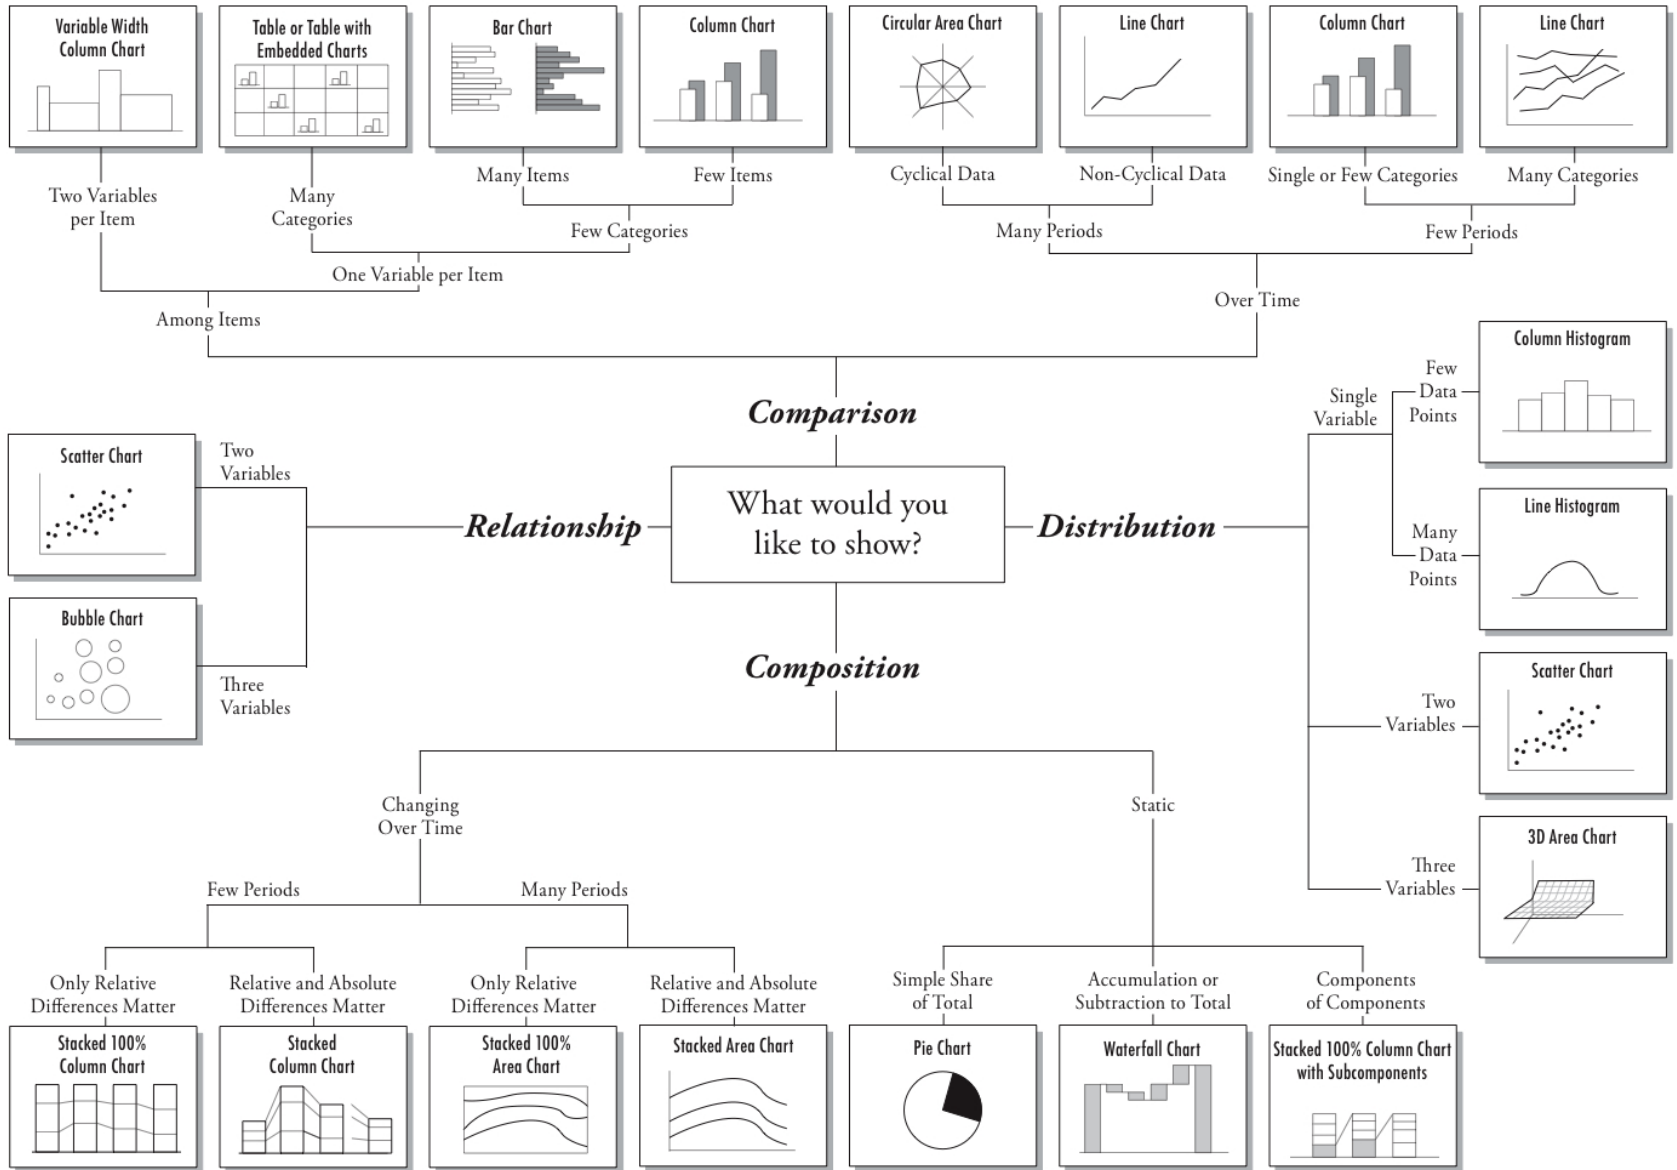 Variable Width
Column Chart
Table or Table with
Embedded Charts
Bar Chart
Column Chart
Circular Area Chart
Line Chart
Column Chart
Line Chart
Two Variables
per Item
Many
Categories
Many Items
Few Items
Cyclical Data
Non-Cyclical Data
Single or Few Categories
Many Categories
Few Categories
Many Periods
Few Periods
One Variable per Item
Among Items
Over Time
Comparison
What would you
like to show?
Relationship
Two
Variables
Scatter Chart
Three
Variables
Bubble Chart
Distribution
Single
Variable
Few
Data
Points
Column Histogram
Many
Data
Points
Line Histogram
Two
Variables
Scatter Chart
Three
Variables
3D Area Chart
Composition
Changing
Over Time
Static
Few Periods
Many Periods
Only Relative
Differences Matter
Relative and Absolute
Differences Matter
Only Relative
Differences Matter
Relative and Absolute
Differences Matter
Simple Share
of Total
Accumulation or
Subtraction to Total
Components
of Components
Stacked 100%
Column Chart
Stacked
Column Chart
Stacked 100%
Area Chart
Stacked Area Chart
Pie Chart
Waterfall Chart
Stacked 100% Column Chart
with Subcomponents